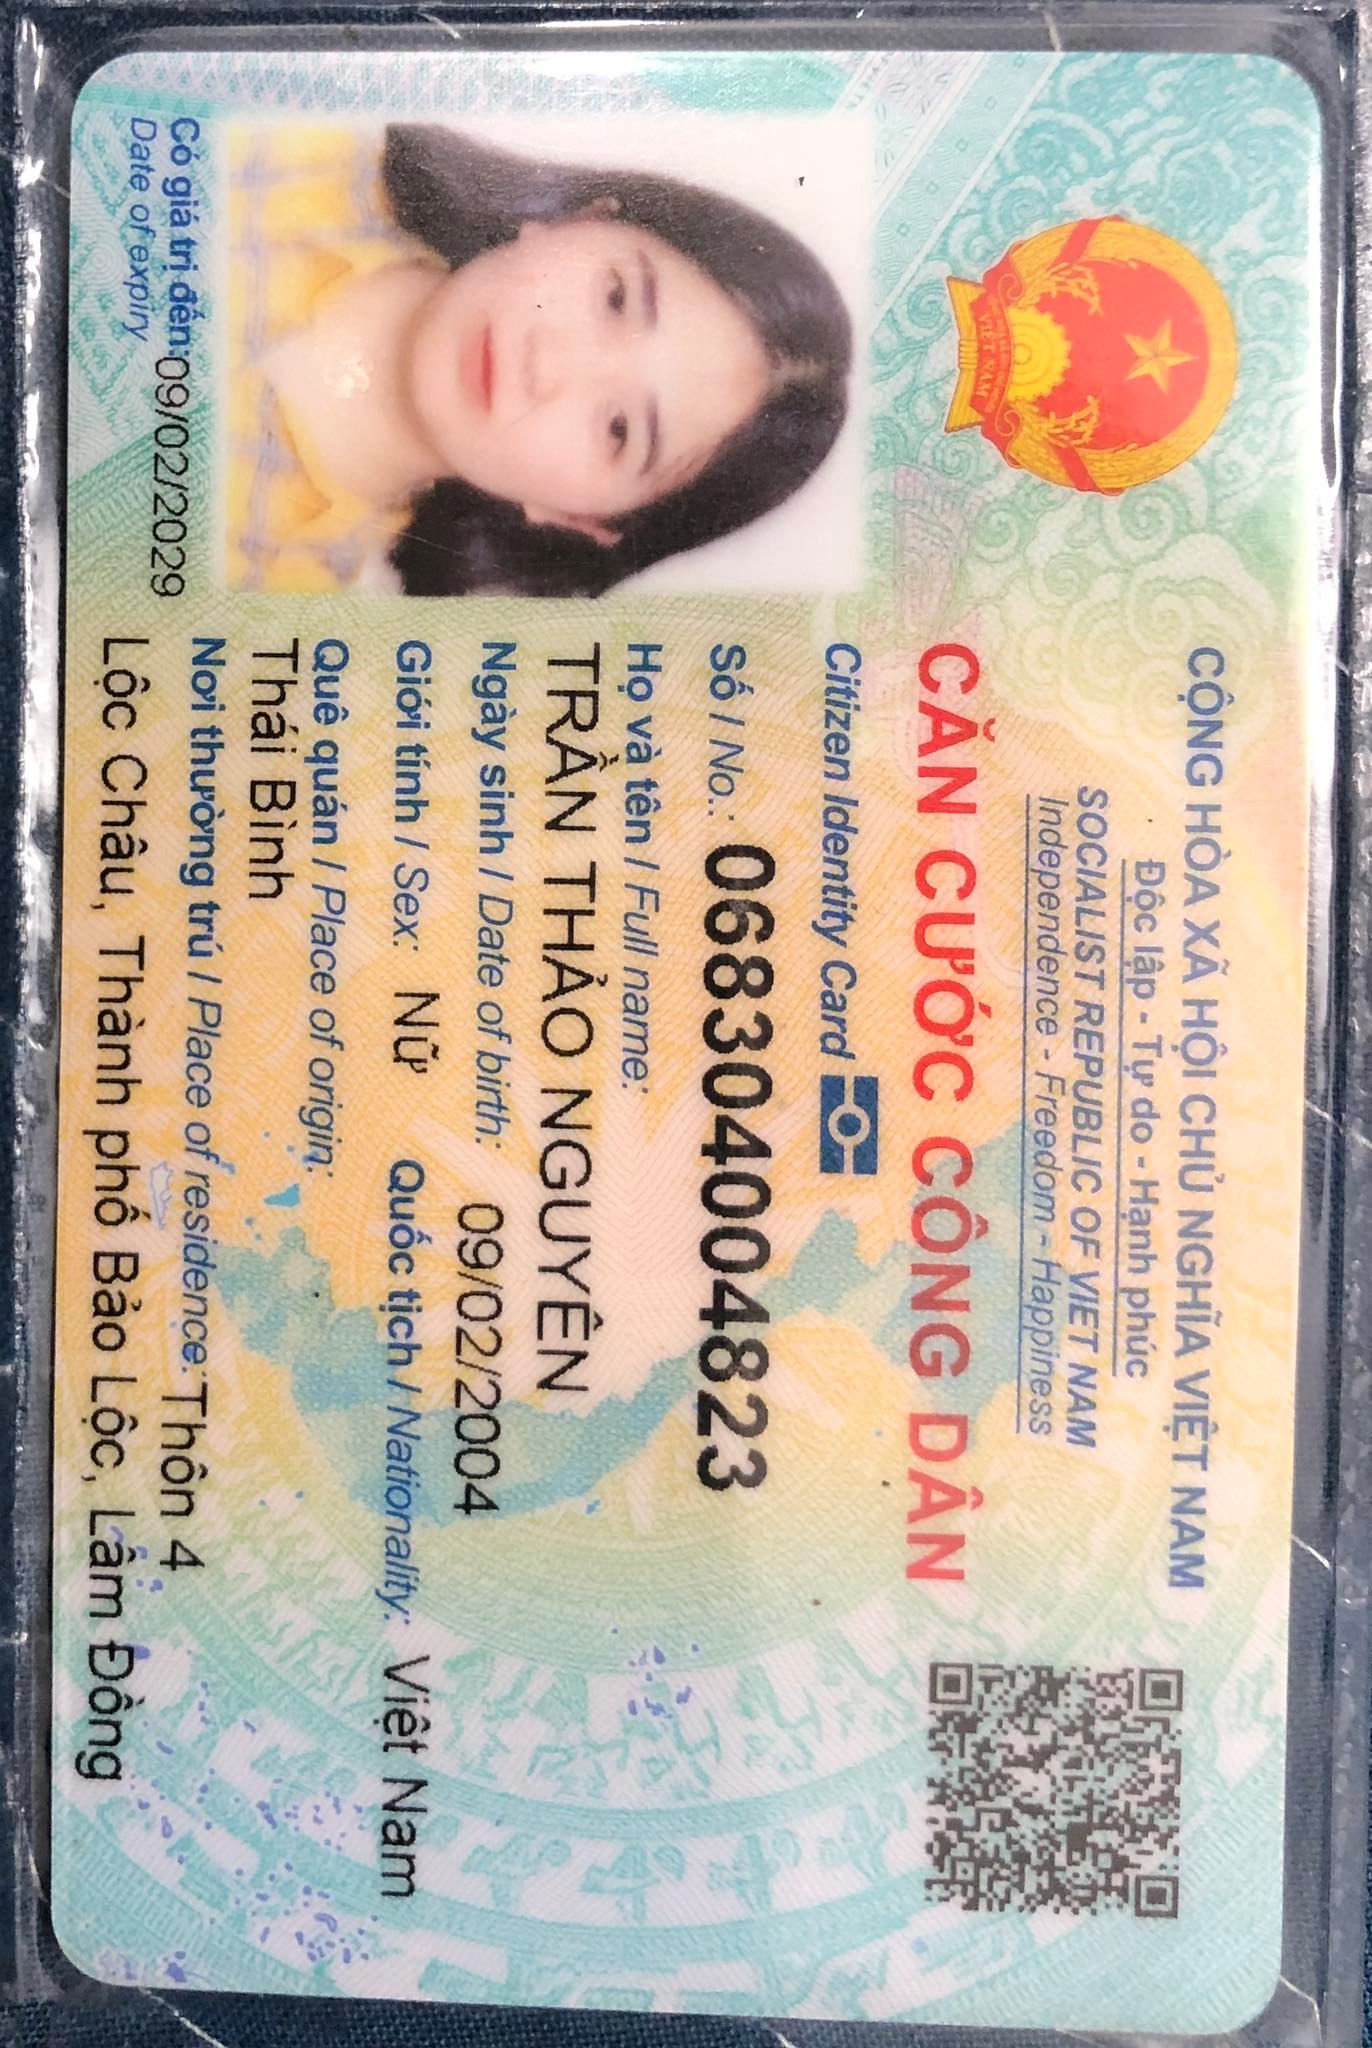 CỘNG HÒA XÃ HỘI CHỦ NGHĨA VIỆT NAM
Độc lập - Tự do - Hạnh phúc
SOCIALIST REPUBLIC OF VIET NAM
Independence - Freedom - Happiness
CĂN CƯỚC CÔNG DÂN
Citizen Identity Card
Số / No.: 068304004823
Họ và tên / Full name:
TRẦN THẢO NGUYÊN
Ngày sinh / Date of birth: 09/02/2004
Giới tính / Sex: Nữ Quốc tịch / Nationality: Việt Nam
Quê quán / Place of origin:
Thái Bình
Nơi thường trú / Place of residence: Thôn 4
Lộc Châu, Thành phố Bảo Lộc, Lâm Đồng
Có giá trị đến: 09/02/2029
Date of expiry
VIỆT NAM